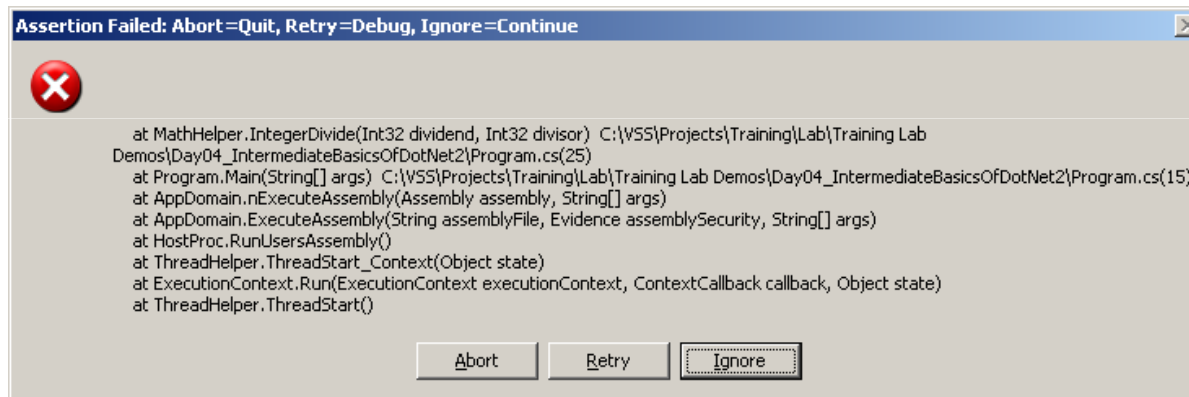 Assertion Failed: Abort=Quit, Retry=Debug, Ignore=Continue
at MathHelper.IntegerDivide(Int32 dividend, Int32 divisor)  C:\VSS\Projects\Training\Lab\Training Lab
Demos\Day04_IntermediateBasicsOfDotNet2\Program.cs(25)
at Program.Main(String[] args)  C:\VSS\Projects\Training\Lab\Training Lab Demos\Day04_IntermediateBasicsOfDotNet2\Program.cs(15)
at AppDomain.nExecuteAssembly(Assembly assembly, String[] args)
at AppDomain.ExecuteAssembly(String assemblyFile, Evidence assemblySecurity, String[] args)
at HostProc.RunUsersAssembly()
at ThreadHelper.ThreadStart_Context(Object state)
at ExecutionContext.Run(ExecutionContext executionContext, ContextCallback callback, Object state)
at ThreadHelper.ThreadStart()
Abort Retry Ignore